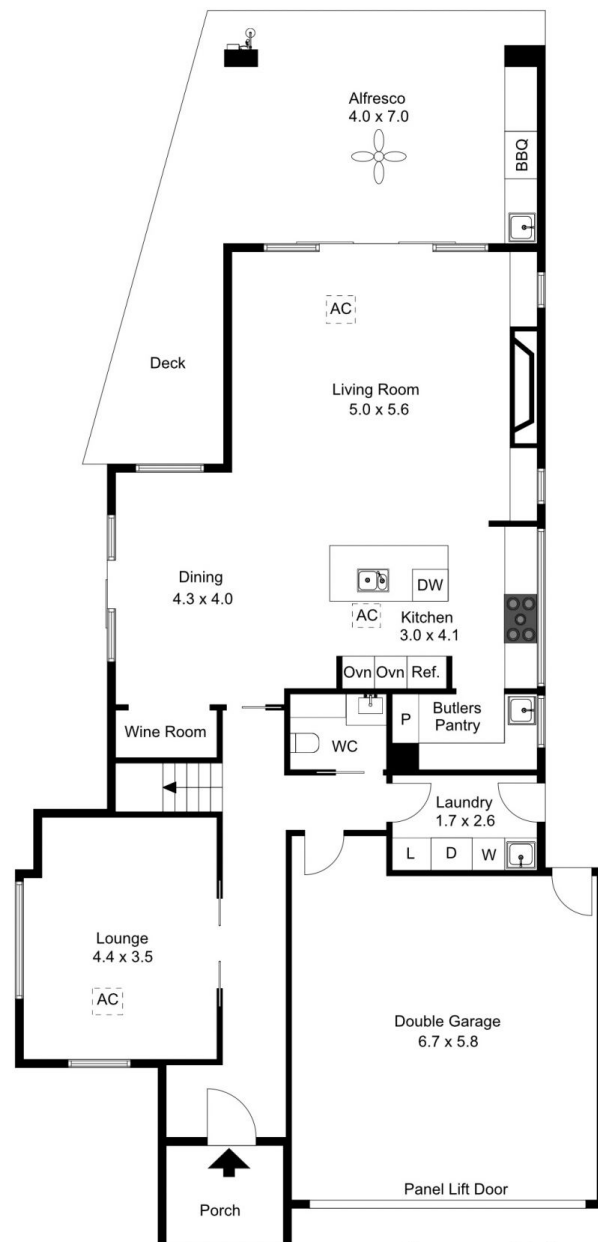 Alfresco
4.0 x 7.0
BBQ
AC
Deck
Living Room
5.0 x 5.6
Dining
4.3 x 4.0
DW
AC
Kitchen
3.0 x 4.1
Ovn Ovn Ref.
Wine Room
WC
P
Butlers
Pantry
Laundry
1.7 x 2.6
L D W
Lounge
4.4 x 3.5
AC
Double Garage
6.7 x 5.8
Panel Lift Door
Porch